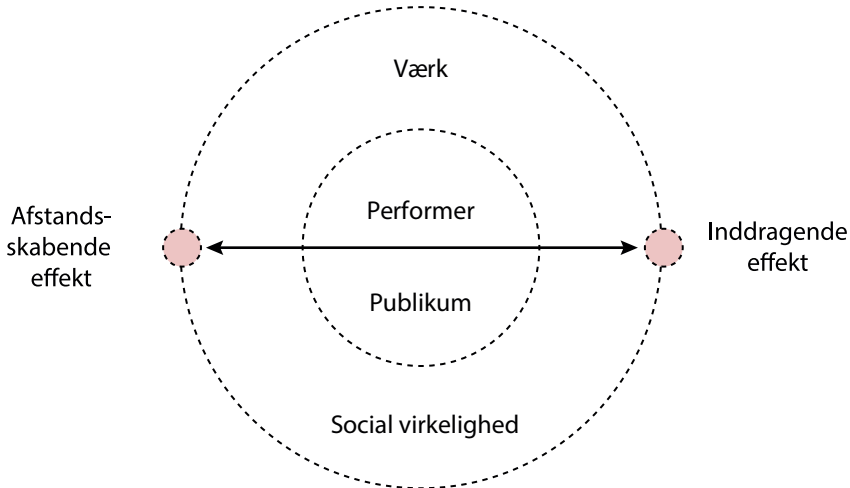 Værk
Performer
Afstands-
skabende
effekt
Inddragende
effekt
Publikum
Social virkelighed